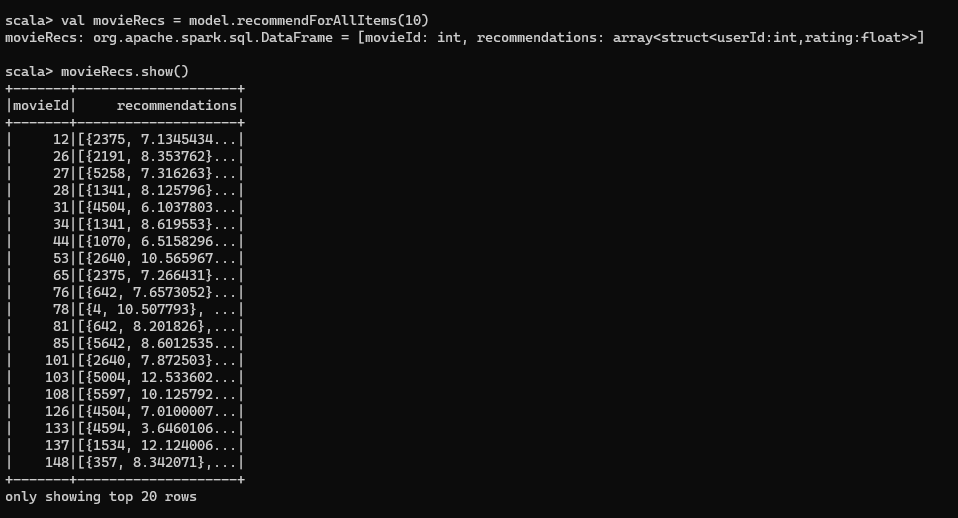 scala> val movieRecs = model.recommendForAllItems(10)
movieRecs: org.apache.spark.sql.DataFrame = [movieId: int, recommendations: array<struct<userId:int,rating:float>>]

scala> movieRecs.show()
+-------+--------------------+
|movieId|     recommendations|
+-------+--------------------+
|     12|[{2375, 7.1345434...|
|     26|[{2191, 8.353762}...|
|     27|[{5258, 7.316263}...|
|     28|[{1341, 8.125796}...|
|     31|[{4504, 6.1037803...|
|     34|[{1341, 8.619553}...|
|     44|[{1070, 6.5158296...|
|     53|[{2640, 10.565967...|
|     65|[{2375, 7.266431}...|
|     76|[{642, 7.6573052}...|
|     78|[{4, 10.507793}, ...|
|     81|[{642, 8.201826},...|
|     85|[{5642, 8.6012535...|
|    101|[{2640, 7.872503}...|
|    103|[{5004, 12.533602...|
|    108|[{5597, 10.125792...|
|    126|[{4504, 7.0100007...|
|    133|[{4594, 3.6460106...|
|    137|[{1534, 12.124006...|
|    148|[{357, 8.342071},...|
+-------+--------------------+
only showing top 20 rows